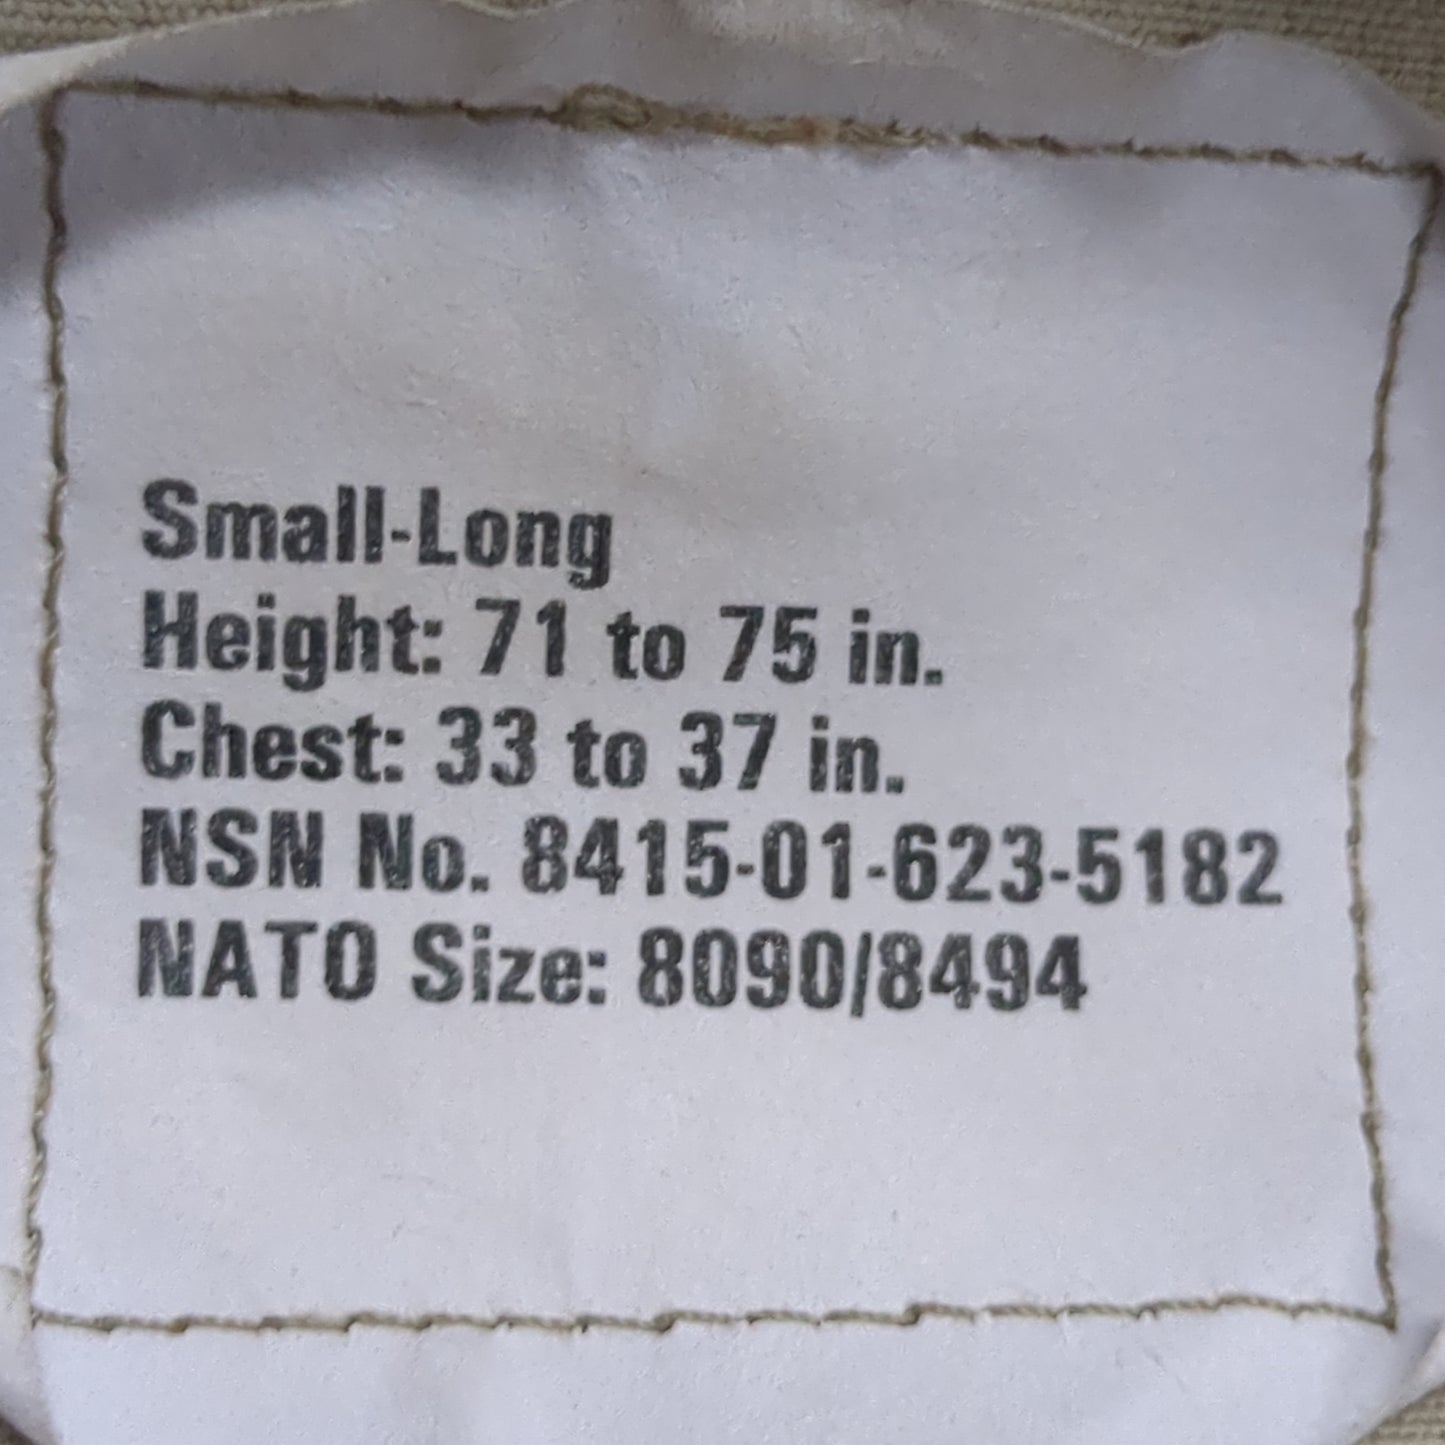 Small-Long
Height: 71 to 75 in.
Chest: 33 to 37 in.
NSN No. 8415-01-623-5182
NATO Size: 8090/8494